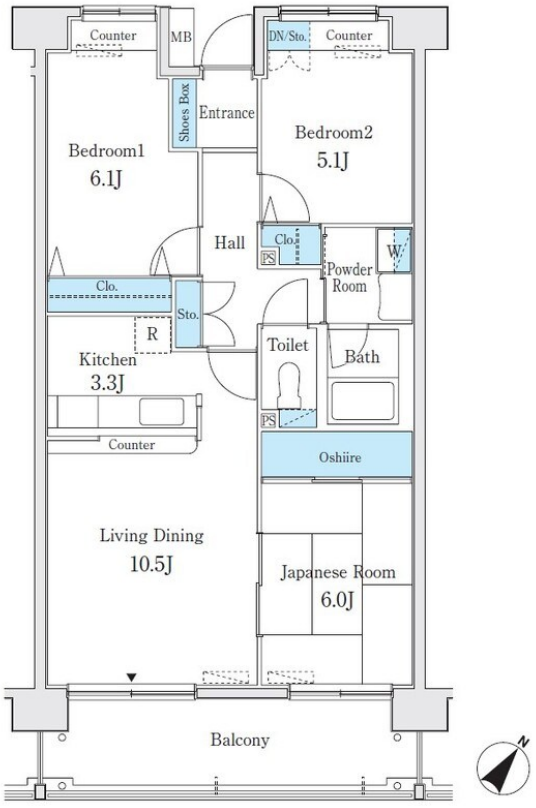 Counter
MB
DN/Sto.
Counter
Shoes Box
Entrance
Bedroom1
6.1J
Bedroom2
5.1J
Hall
Clo.
PS
W
Powder
Room
Clo.
Sto.
R
Kitchen
3.3J
Toilet
Bath
PS
Counter
Oshiire
Living Dining
10.5J
Japanese Room
6.0J
Balcony
N